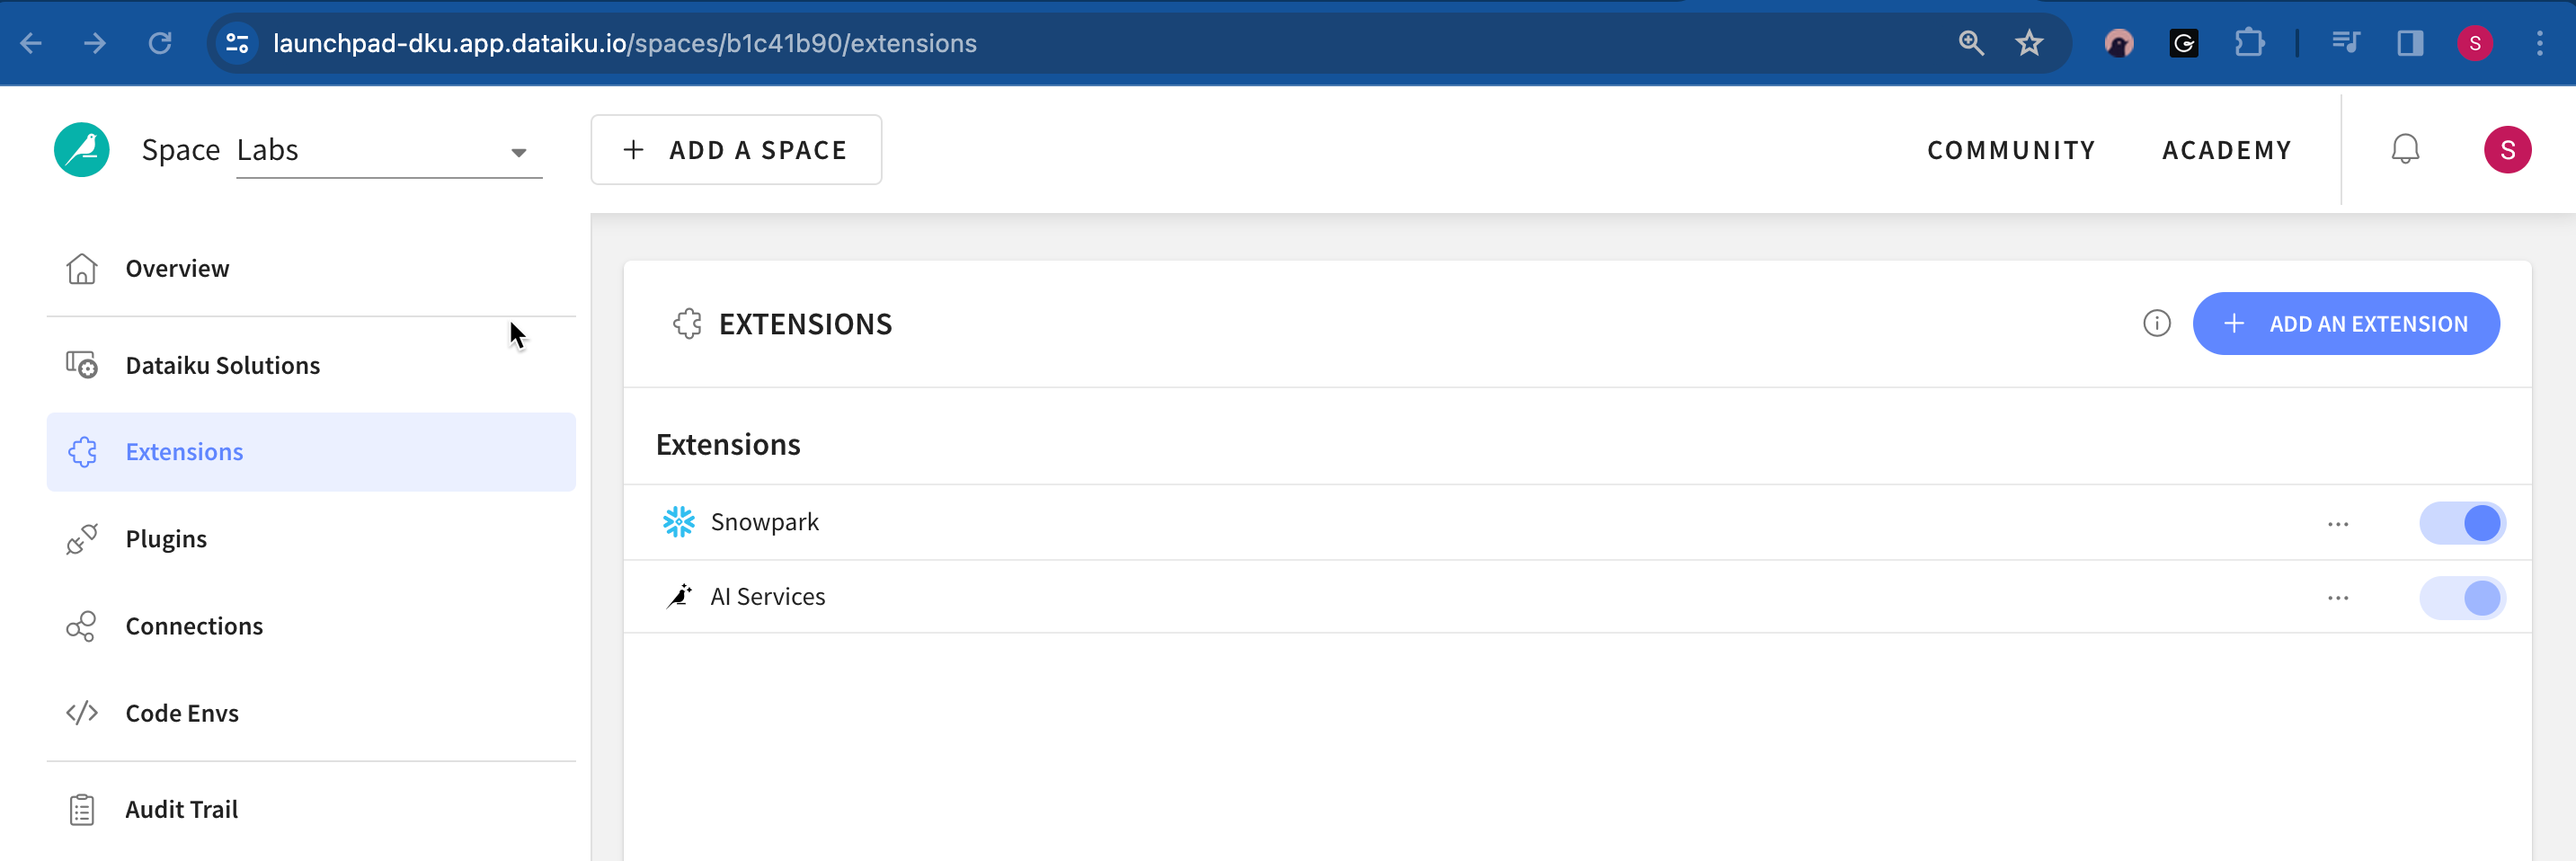 launchpad-dku.app.dataiku.io/spaces/b1c41b90/extensions
S
Space Labs
+ ADD A SPACE
COMMUNITY
ACADEMY
S
Overview
Dataiku Solutions
Extensions
Plugins
Connections
Code Envs
Audit Trail
EXTENSIONS
+ ADD AN EXTENSION
Extensions
Snowpark
...
AI Services
...